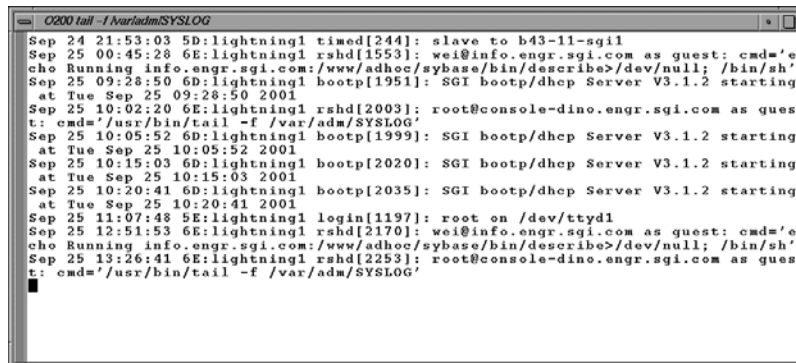 O200 tail -f /var/adm/SYSLOG
Sep 24 21:53:03 5D:lightning1 timed[244]: slave to b43-11-sgi1
Sep 25 00:45:28 6E:lightning1 rshd[1553]: wei@info.engr.sgi.com as guest: cmd='e
cho Running info.engr.sgi.com:/www/adhoc/sybase/bin/describe>/dev/null; /bin/sh'
Sep 25 09:28:50 6D:lightning1 bootp[1951]: SGI bootp/dhcp Server V3.1.2 starting
 at Tue Sep 25 09:28:50 2001
Sep 25 10:02:20 6E:lightning1 rshd[2003]: root@console-dino.engr.sgi.com as gues
t: cmd='/usr/bin/tail -f /var/adm/SYSLOG'
Sep 25 10:05:52 6D:lightning1 bootp[1999]: SGI bootp/dhcp Server V3.1.2 starting
 at Tue Sep 25 10:05:52 2001
Sep 25 10:15:03 6D:lightning1 bootp[2020]: SGI bootp/dhcp Server V3.1.2 starting
 at Tue Sep 25 10:15:03 2001
Sep 25 10:20:41 6D:lightning1 bootp[2035]: SGI bootp/dhcp Server V3.1.2 starting
 at Tue Sep 25 10:20:41 2001
Sep 25 11:07:48 5E:lightning1 login[1197]: root on /dev/ttyd1
Sep 25 12:51:53 6E:lightning1 rshd[2170]: wei@info.engr.sgi.com as guest: cmd='e
cho Running info.engr.sgi.com:/www/adhoc/sybase/bin/describe>/dev/null; /bin/sh'
Sep 25 13:26:41 6E:lightning1 rshd[2253]: root@console-dino.engr.sgi.com as gues
t: cmd='/usr/bin/tail -f /var/adm/SYSLOG'